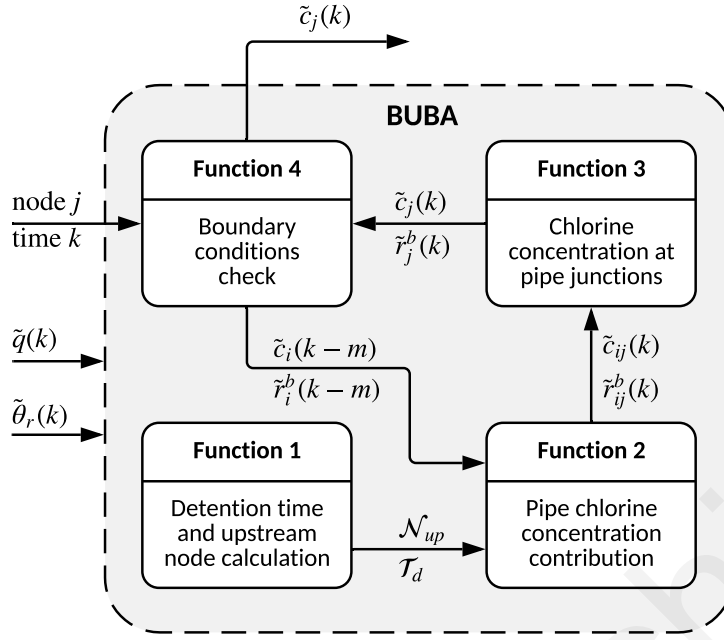 c̃ⱼ(k)
BUBA
Function 4
Function 3
node j
time k
Boundary
conditions
check
c̃ⱼ(k)
r̃ⱼᵇ(k)
Chlorine
concentration at
pipe junctions
q̃(k)
c̃ᵢ(k − m)
r̃ᵢᵇ(k − m)
c̃ᵢⱼ(k)
r̃ᵢⱼᵇ(k)
θ̃ᵣ(k)
Function 1
Function 2
Detention time
and upstream
node calculation
𝒩ᵤₚ
𝒯_d
Pipe chlorine
concentration
contribution